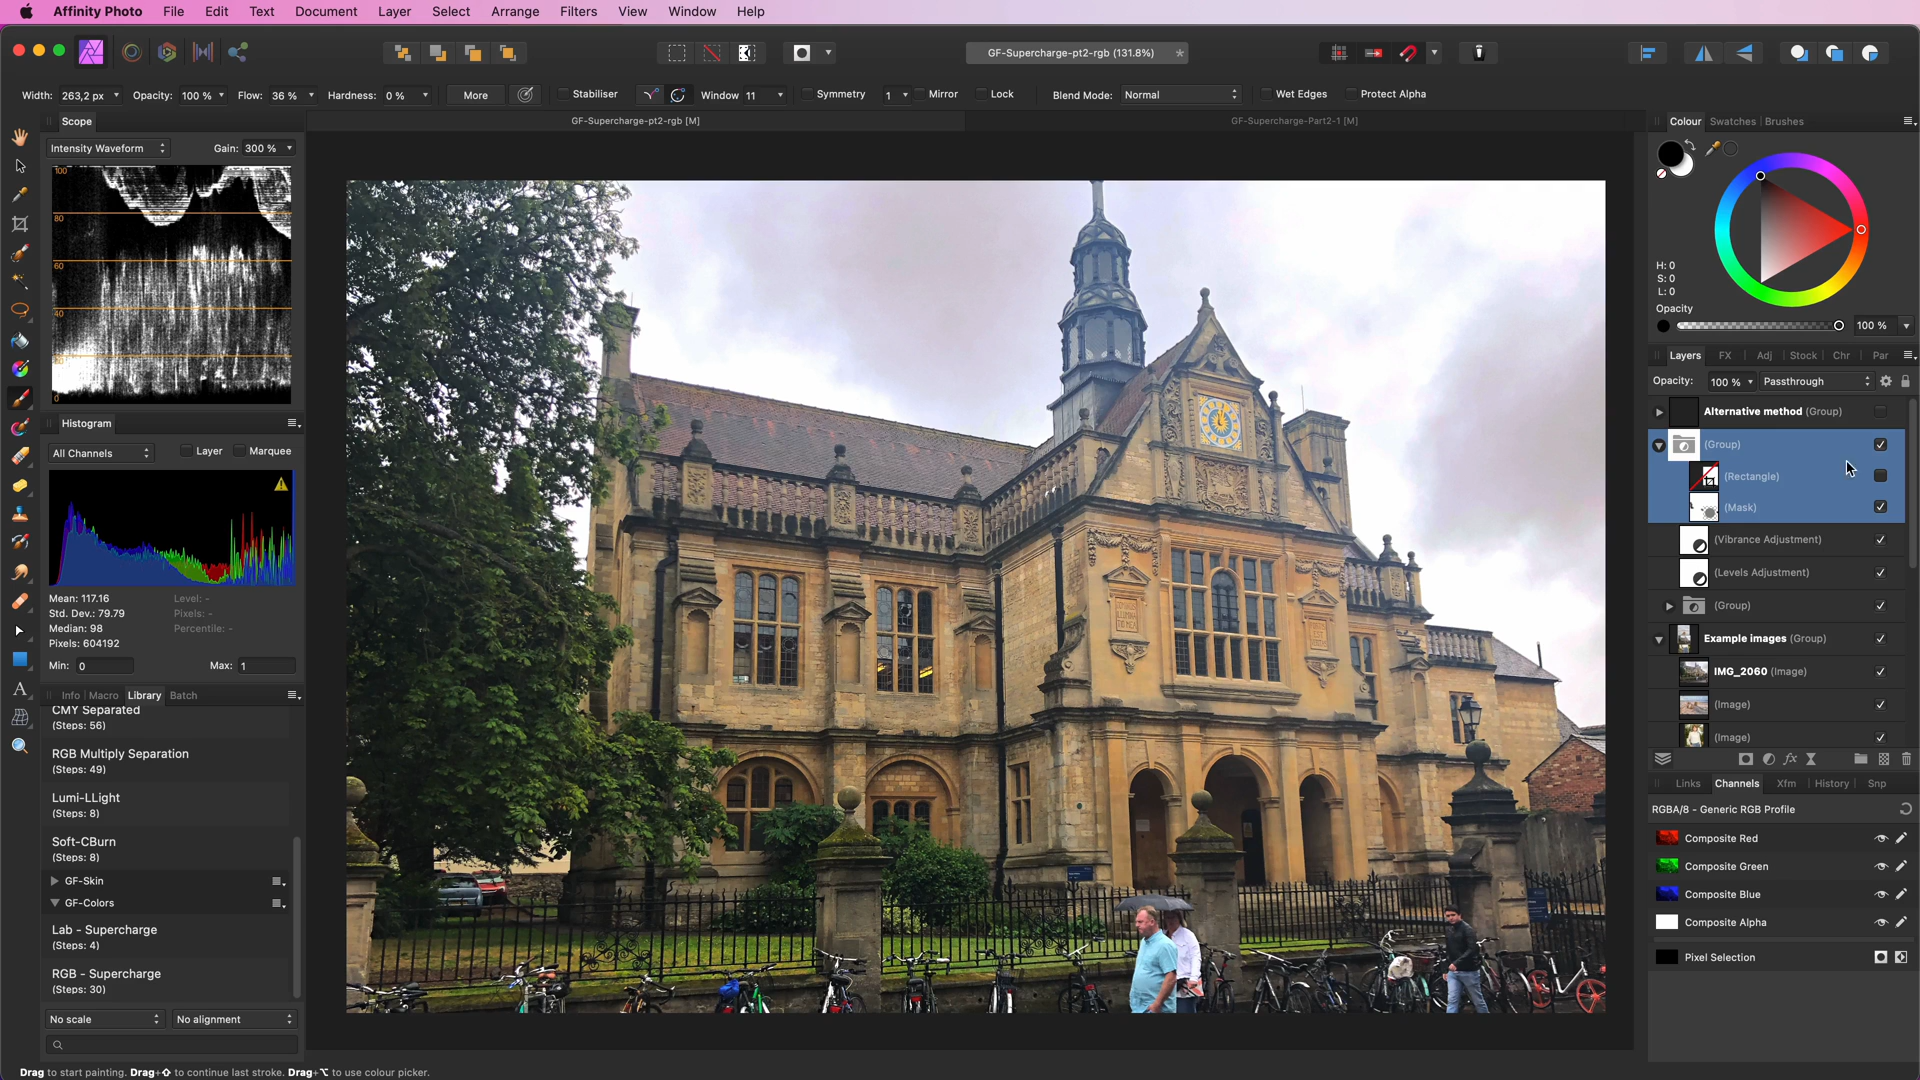 Affinity Photo File Edit Text Document Layer Select Arrange Filters View Window Help
GF-Supercharge-pt2-rgb (131.8%)
Width: 263,2 px Opacity: 100 % Flow: 36 % Hardness: 0 % More Stabiliser Window 11 Symmetry 1 Mirror Lock Blend Mode: Normal Wet Edges Protect Alpha
GF-Supercharge-pt2-rgb [M]
GF-Supercharge-Part2-1 [M]
Scope
Intensity Waveform Gain: 300 %
100
80
60
40
0
Histogram
All Channels Layer Marquee
Mean: 117.16 Level: -
Std. Dev.: 79.79 Pixels: -
Median: 98 Percentile: -
Pixels: 604192
Min: 0 Max: 1
Info Macro Library Batch
CMY Separated
(Steps: 56)
RGB Multiply Separation
(Steps: 49)
Lumi-LLight
(Steps: 8)
Soft-CBurn
(Steps: 8)
GF-Skin
GF-Colors
Lab - Supercharge
(Steps: 4)
RGB - Supercharge
(Steps: 30)
No scale No alignment
Drag to start painting. Drag+⇧ to continue last stroke. Drag+⌥ to use colour picker.
Colour Swatches Brushes
H: 0
S: 0
L: 0
Opacity
100 %
Layers FX Adj Stock Chr Par
Opacity: 100 % Passthrough
Alternative method (Group)
(Group)
(Rectangle)
(Mask)
(Vibrance Adjustment)
(Levels Adjustment)
(Group)
Example images (Group)
IMG_2060 (Image)
(Image)
(Image)
Links Channels Xfm History Snp
RGBA/8 - Generic RGB Profile
Composite Red
Composite Green
Composite Blue
Composite Alpha
Pixel Selection